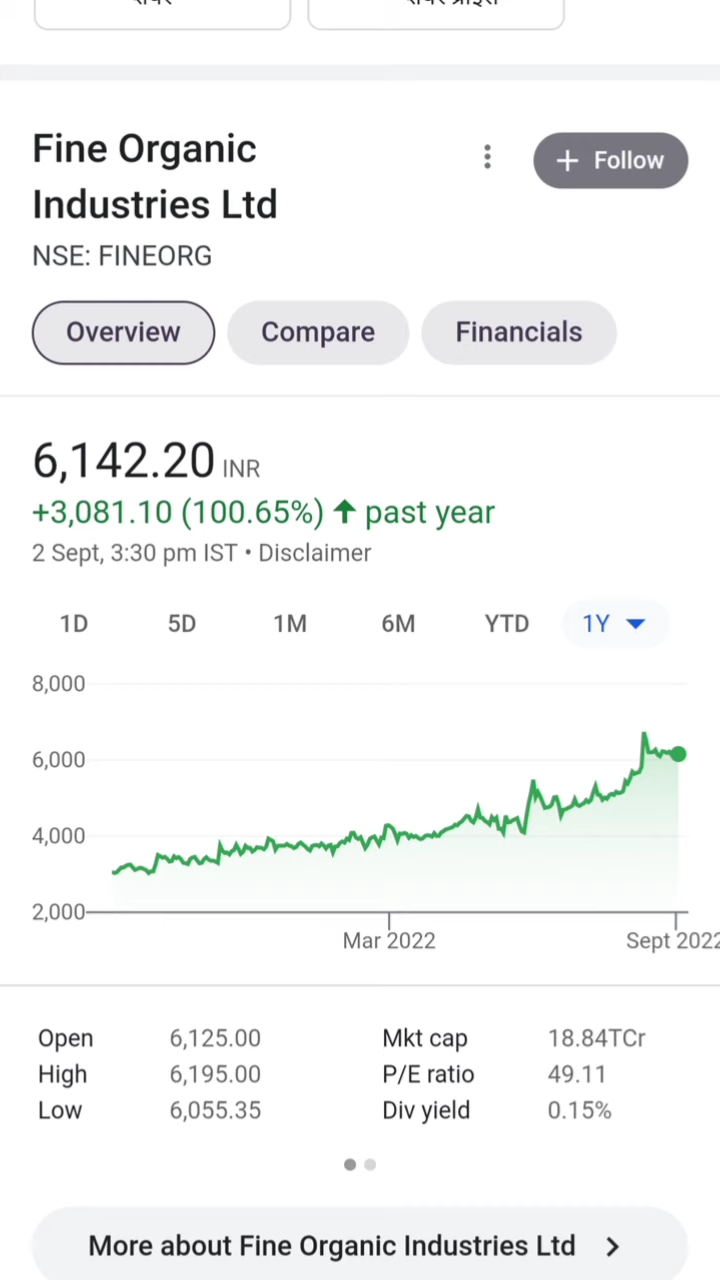 Fine Organic
Industries Ltd
+ Follow
NSE: FINEORG
Overview
Compare
Financials
6,142.20 INR
+3,081.10 (100.65%) ↑ past year
2 Sept, 3:30 pm IST • Disclaimer
1D 5D 1M 6M YTD 1Y
8,000
6,000
4,000
2,000
Mar 2022 Sept 2022
Open 6,125.00 Mkt cap 18.84TCr
High 6,195.00 P/E ratio 49.11
Low 6,055.35 Div yield 0.15%
More about Fine Organic Industries Ltd